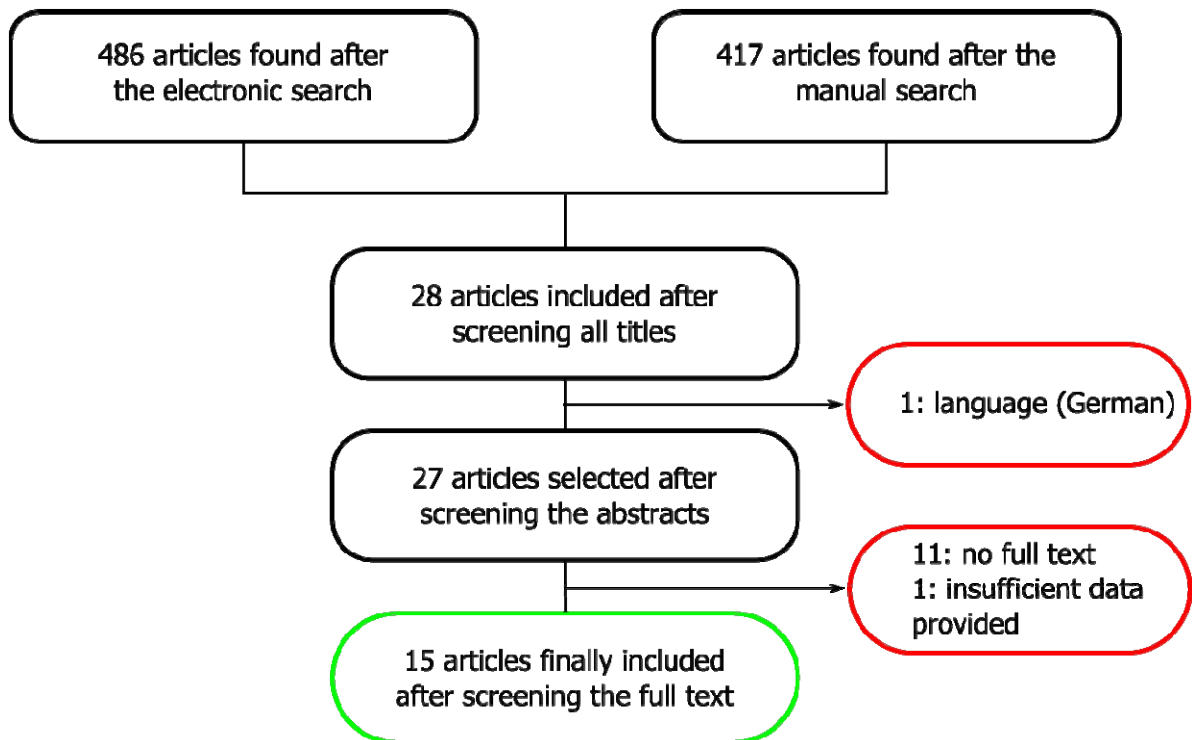 486 articles found after
the electronic search
417 articles found after the
manual search
28 articles included after
screening all titles
1: language (German)
27 articles selected after
screening the abstracts
11: no full text
1: insufficient data
provided
15 articles finally included
after screening the full text